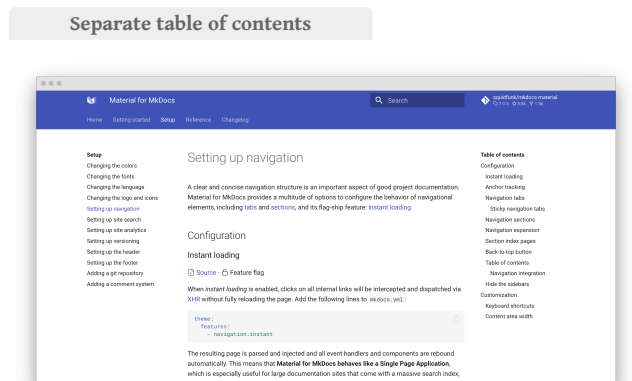 Separate table of contents
Material for MkDocs
Search
squidfunk/mkdocs-material
Home Getting started Setup Reference Changelog
Setup
Changing the colors
Changing the fonts
Changing the language
Changing the logo and icons
Setting up navigation
Setting up site search
Setting up site analytics
Setting up versioning
Setting up the header
Setting up the footer
Adding a git repository
Adding a comment system
Setting up navigation
A clear and concise navigation structure is an important aspect of good project documentation.
Material for MkDocs provides a multitude of options to configure the behavior of navigational
elements, including tabs and sections, and its flag-ship feature: instant loading.
Configuration
Instant loading
Source · Feature flag
When instant loading is enabled, clicks on all internal links will be intercepted and dispatched via
XHR without fully reloading the page. Add the following lines to mkdocs.yml:
theme:
features:
- navigation.instant
The resulting page is parsed and injected and all event handlers and components are rebound
automatically. This means that Material for MkDocs behaves like a Single Page Application,
which is especially useful for large documentation sites that come with a massive search index,
Table of contents
Configuration
Instant loading
Anchor tracking
Navigation tabs
Sticky navigation tabs
Navigation sections
Navigation expansion
Section index pages
Back-to-top button
Table of contents
Navigation integration
Hide the sidebars
Customization
Keyboard shortcuts
Content area width